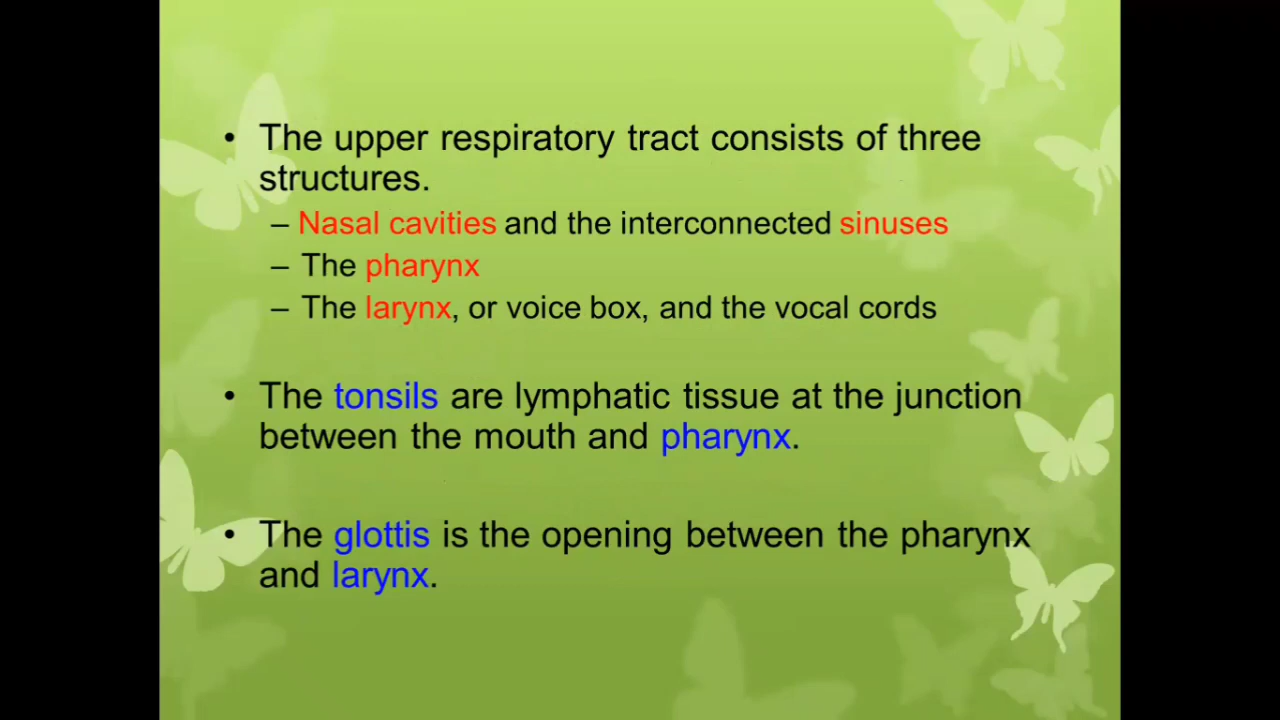 • The upper respiratory tract consists of three
structures.
– Nasal cavities and the interconnected sinuses
– The pharynx
– The larynx, or voice box, and the vocal cords
• The tonsils are lymphatic tissue at the junction
between the mouth and pharynx.
• The glottis is the opening between the pharynx
and larynx.